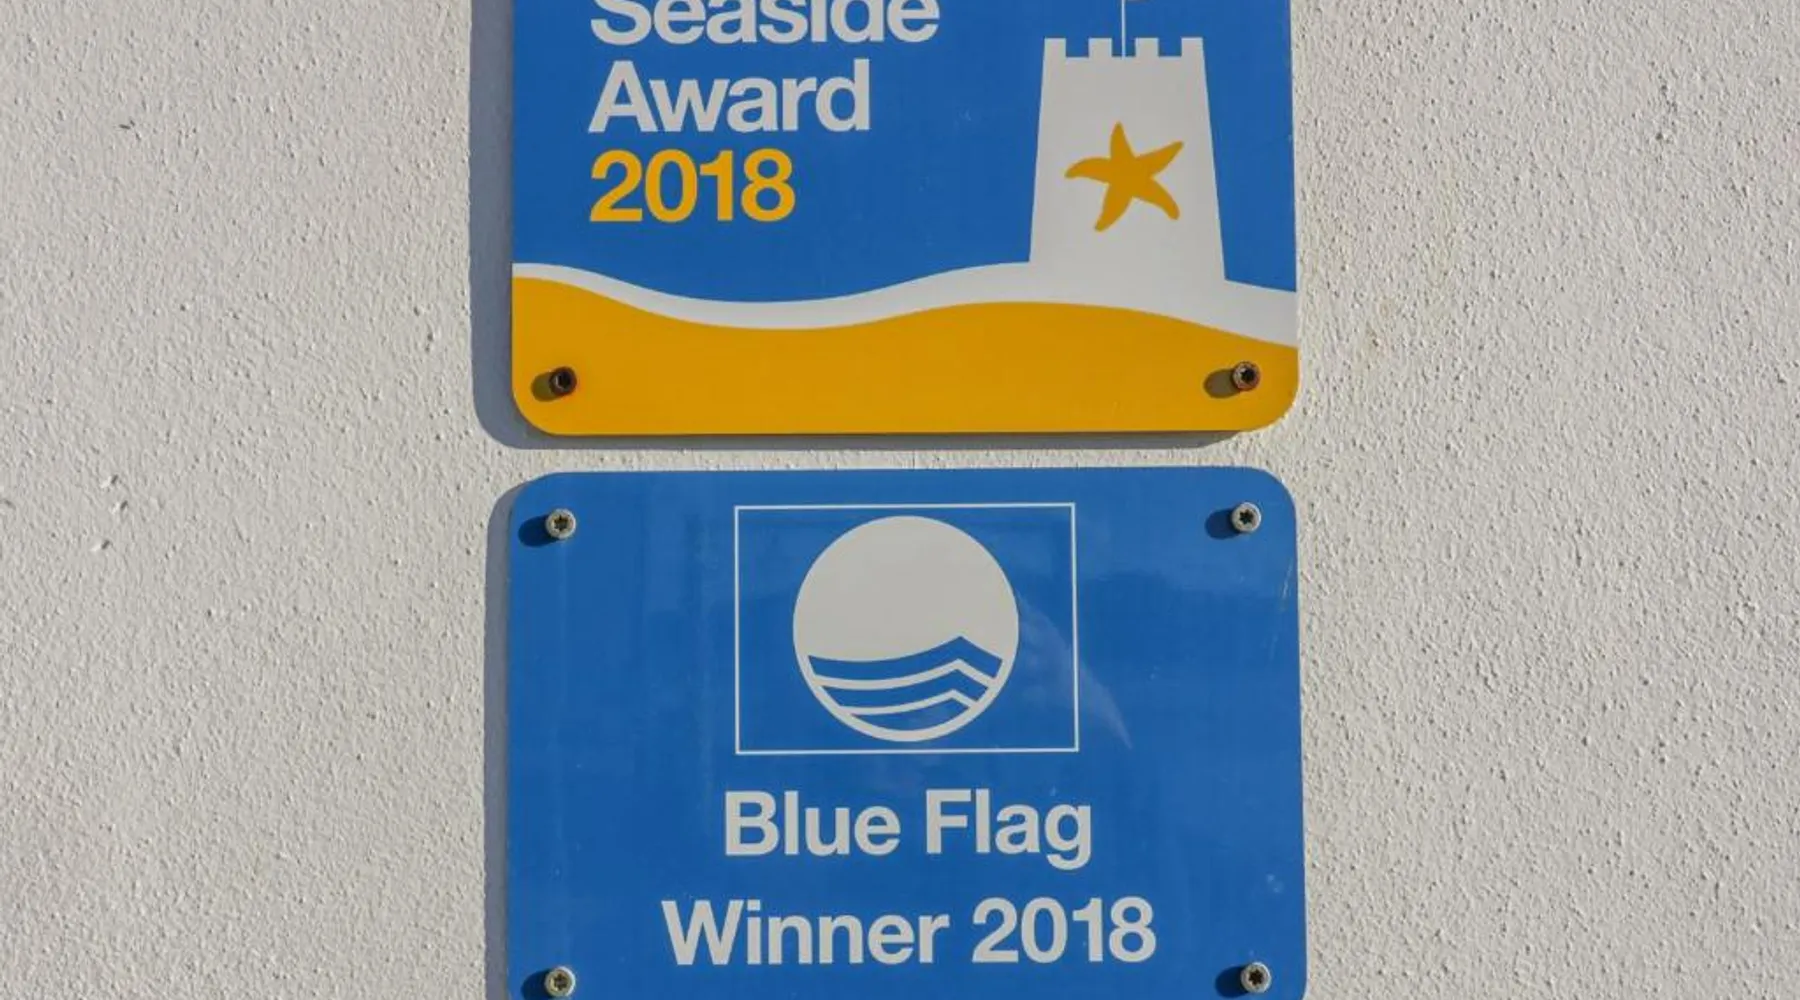 Seaside
Award
2018
Blue Flag
Winner 2018